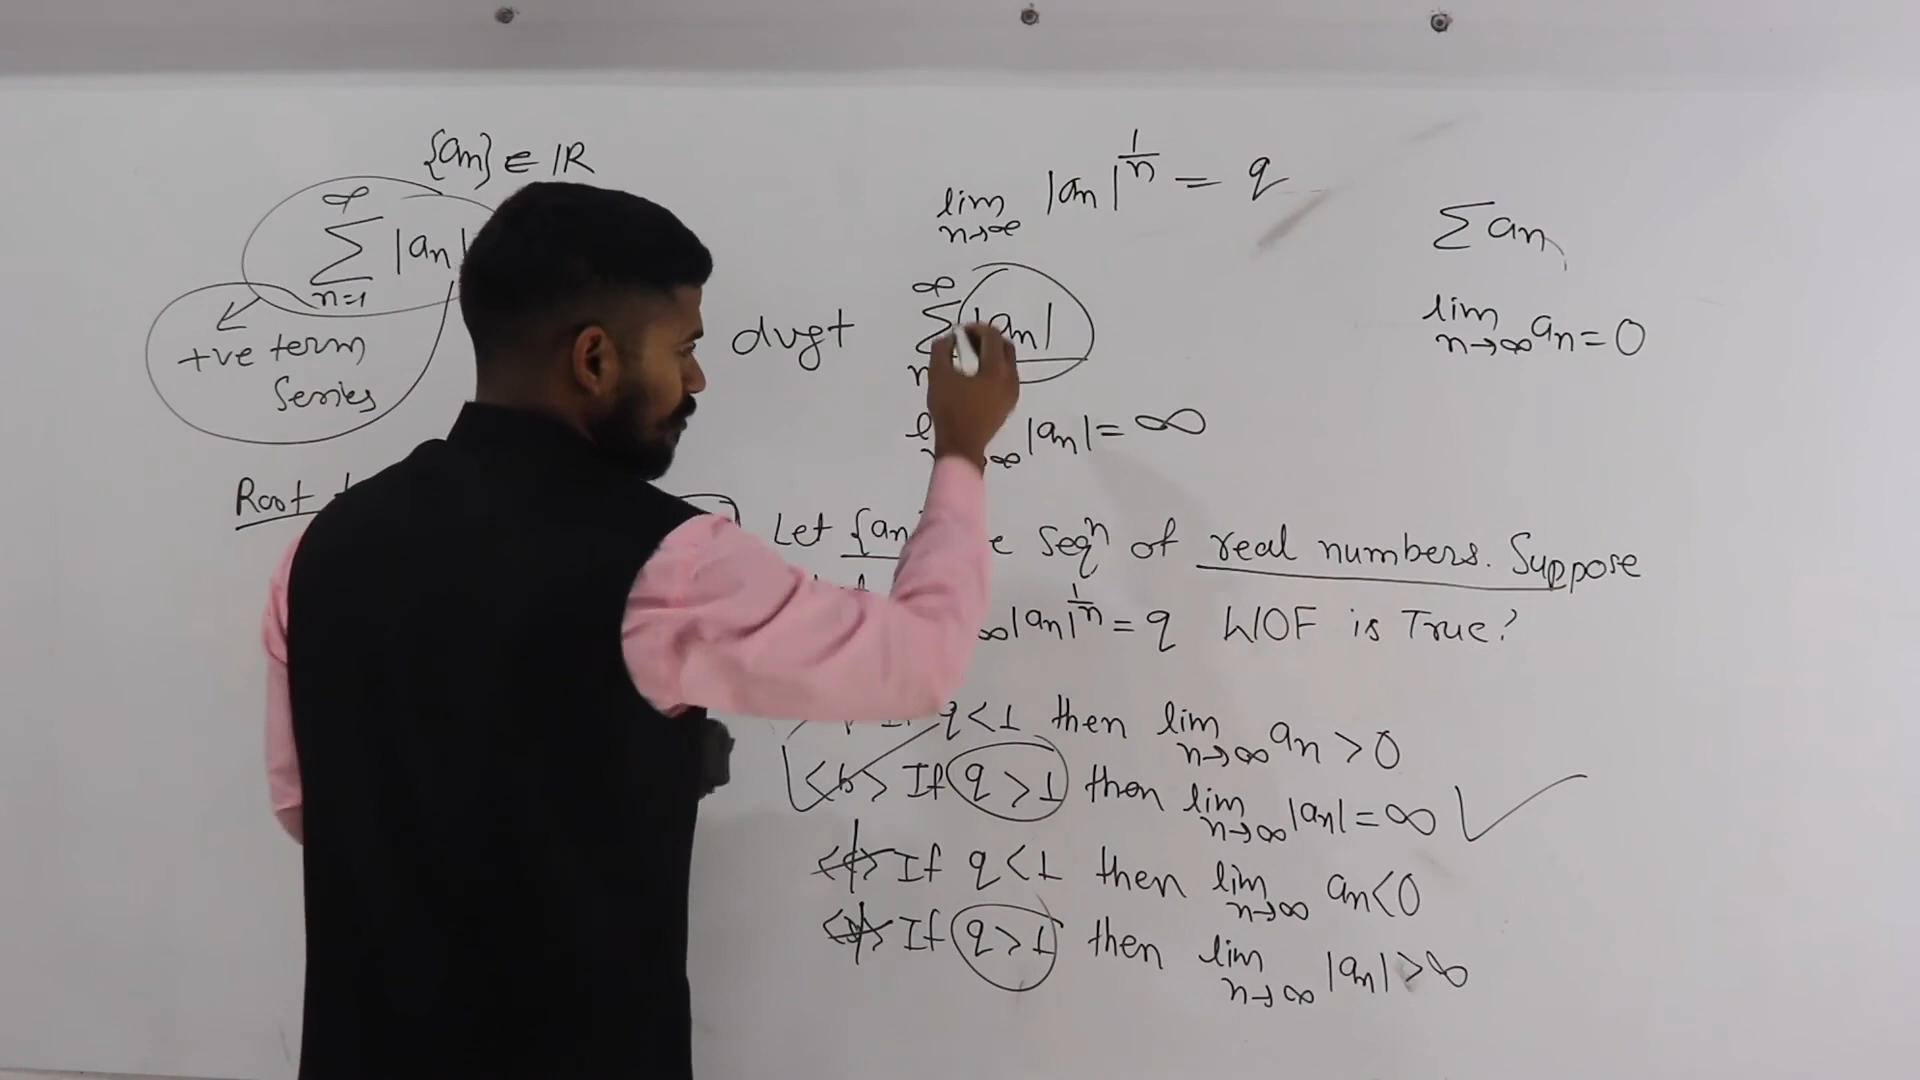 {an} ∈ IR
∞
Σ |an|
n=1
+ve term
Series
Root
lim |an|^1/n = q
n→∞
dvgt
∞
Σ |an|
|an| = ∞
Σ an
lim an = 0
n→∞
Let {an seqⁿ of real numbers. Suppose
|an|^1/n = q WOF is True?
q<1 then lim an > 0
n→∞
<b> If q>1 then lim |an| = ∞
n→∞
If q<1 then lim an<0
n→∞
If q>1 then lim |an| > ∞
n→∞